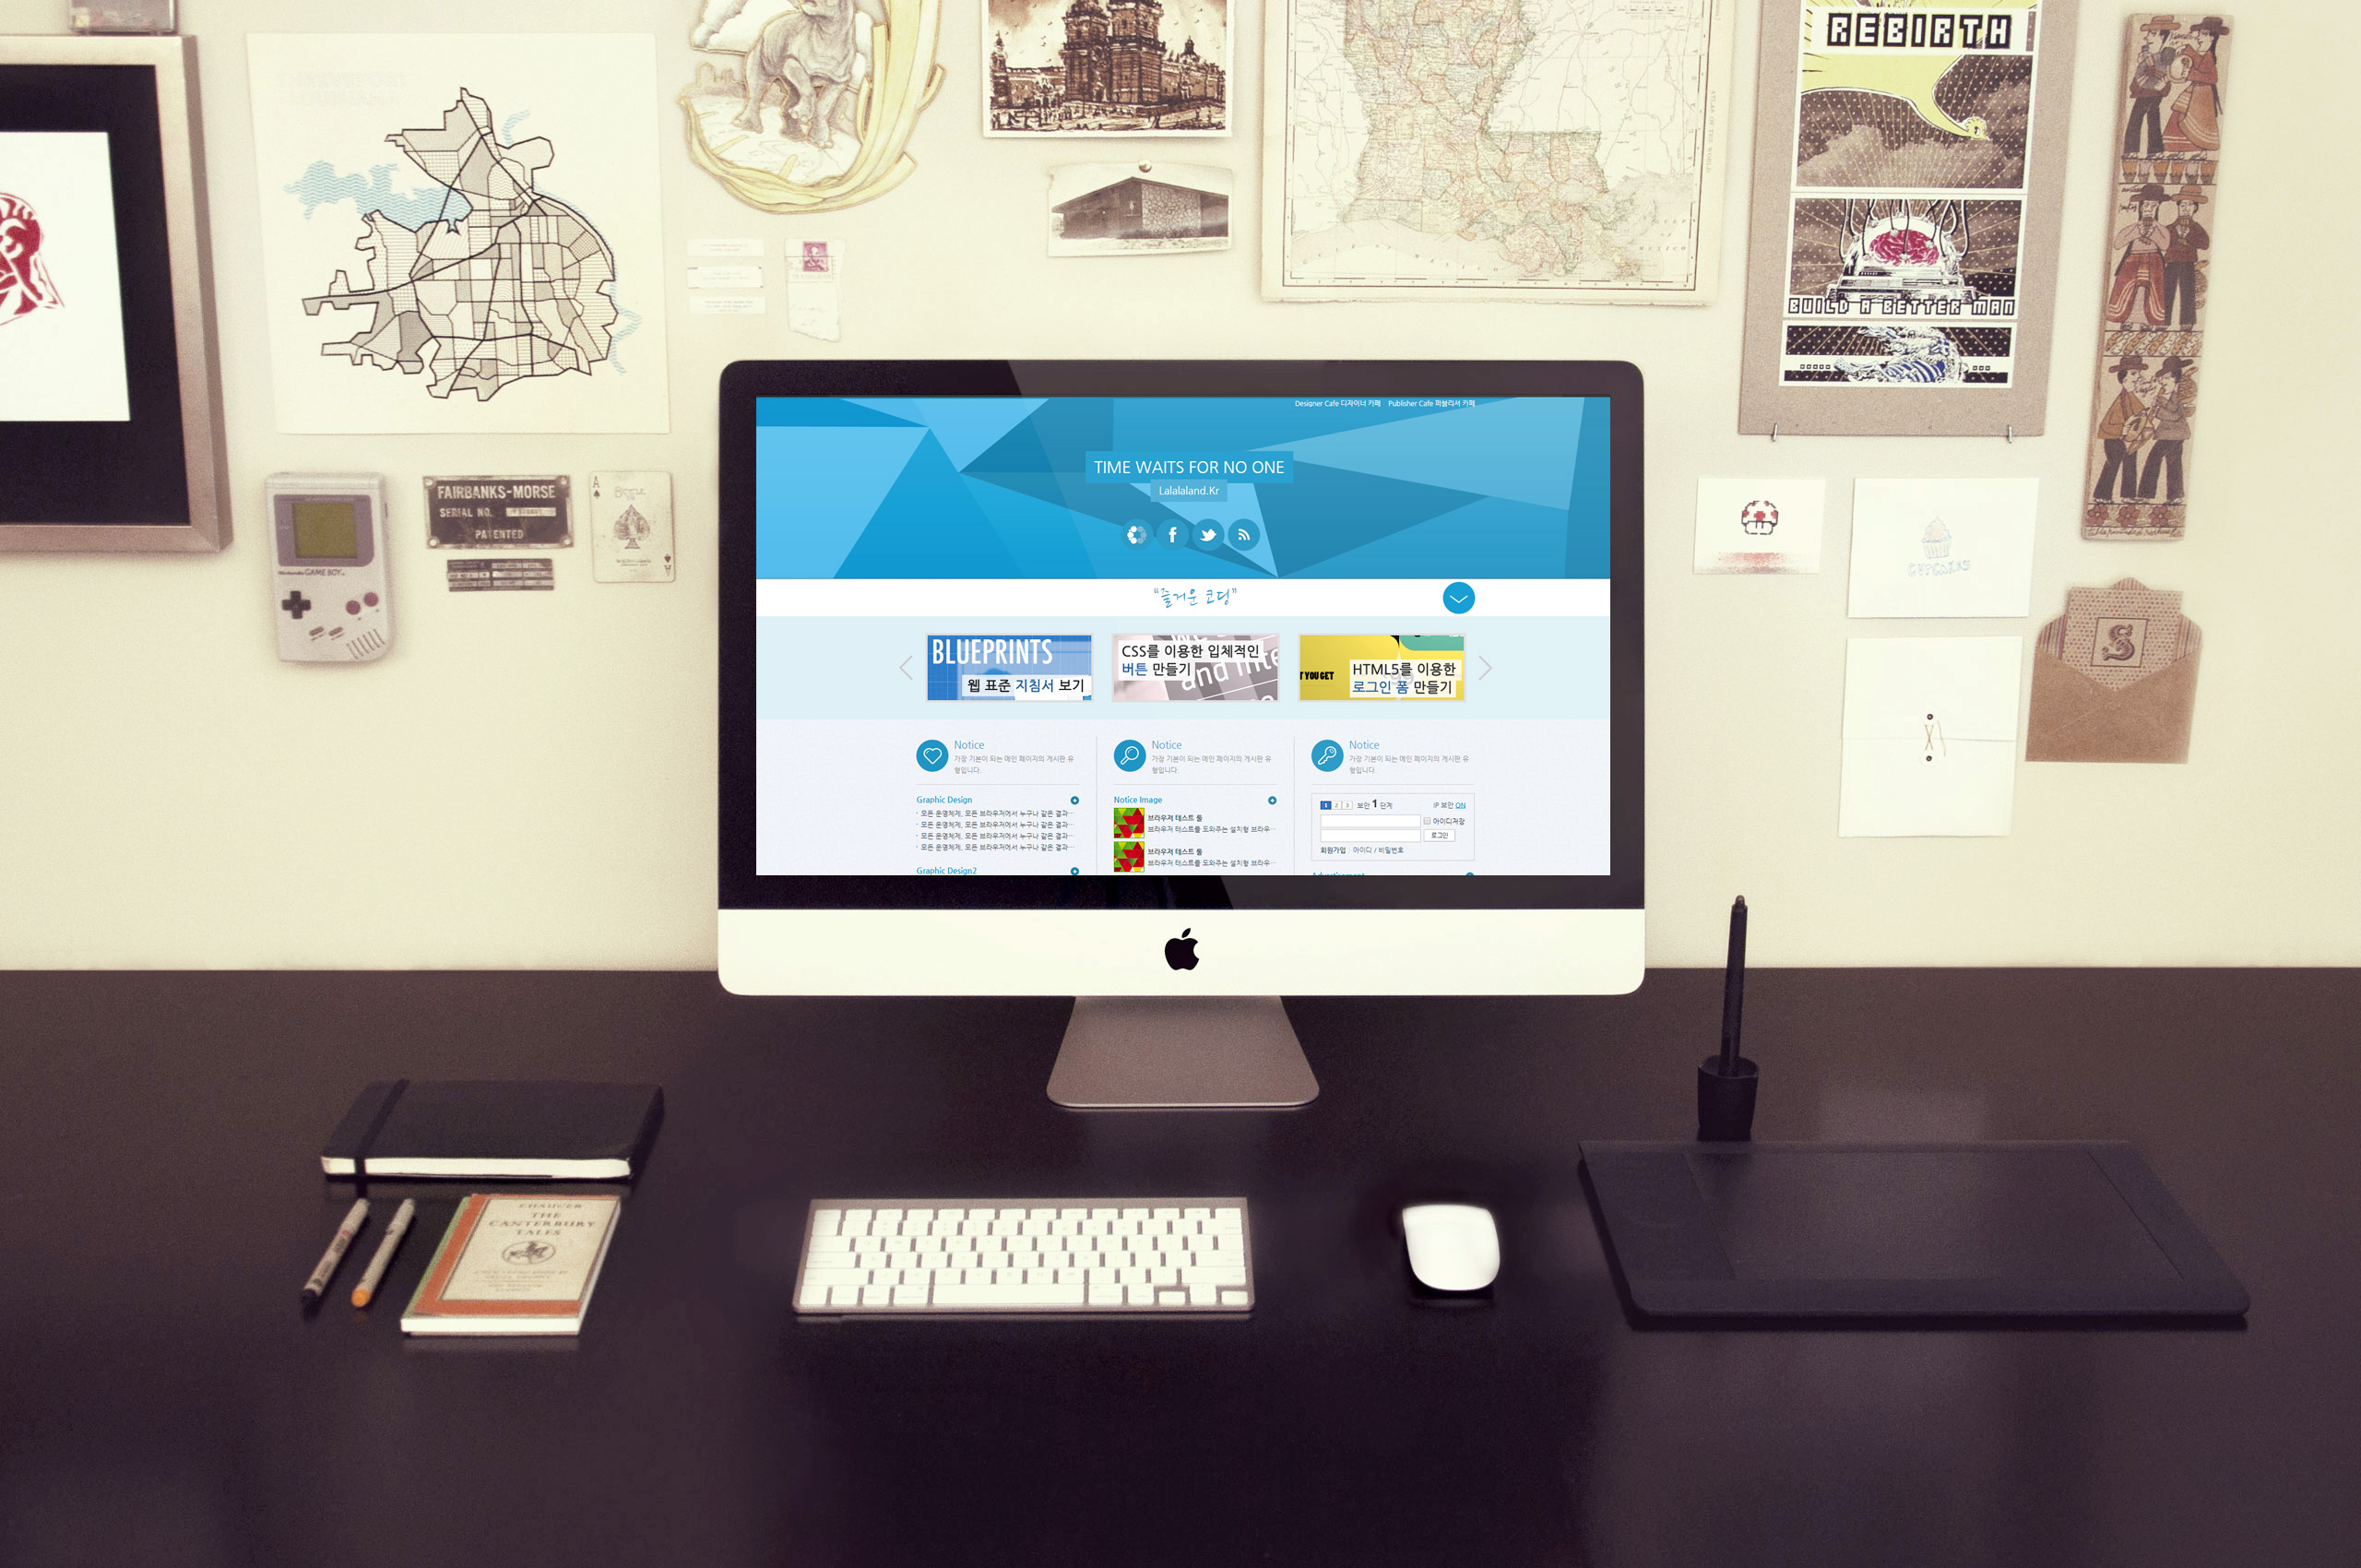 REBIRTH
BUILD A BETTER MAN
FAIRBANKS-MORSE
SERIAL NO.
PATENTED
A
BICYCLE
A
Nintendo GAME BOY
MEXICO
CUPCAKES
S
Designer Cafe 디자이너 카페 Publisher Cafe 퍼블리셔 카페
TIME WAITS FOR NO ONE
Lalalaland.Kr
f
“즐거운 코딩”
BLUEPRINTS
웹 표준 지침서 보기
CSS를 이용한 입체적인
버튼 만들기
and inte
T YOU GET
HTML5를 이용한
로그인 폼 만들기
Notice
가장 기본이 되는 메인 페이지의 게시판 유
형입니다.
Notice
가장 기본이 되는 메인 페이지의 게시판 유
형입니다.
Notice
가장 기본이 되는 메인 페이지의 게시판 유
형입니다.
Graphic Design
모든 운영체제, 모든 브라우저에서 누구나 같은 결과…
모든 운영체제, 모든 브라우저에서 누구나 같은 결과…
모든 운영체제, 모든 브라우저에서 누구나 같은 결과…
모든 운영체제, 모든 브라우저에서 누구나 같은 결과…
Graphic Design2
Notice Image
브라우저 테스트 툴
브라우저 테스트를 도와주는 설치형 브라우…
브라우저 테스트 툴
브라우저 테스트를 도와주는 설치형 브라우…
1 2 3 보안 1 단계 IP 보안 ON
아이디저장
로그인
회원가입 아이디 / 비밀번호
CHAUCER
THE
CANTERBURY
TALES